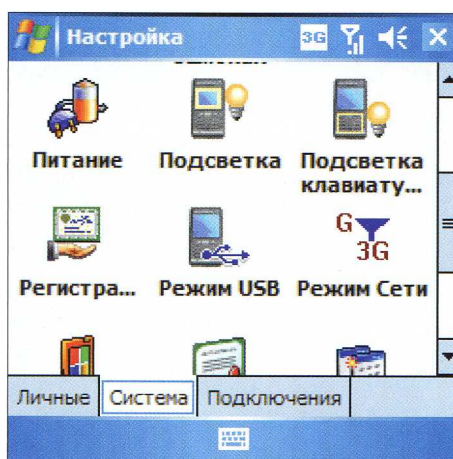 Настройка
3G
Питание
Подсветка
Подсветка клавиату...
Регистра...
Режим USB
G 3G
Режим Сети
Личные
Система
Подключения